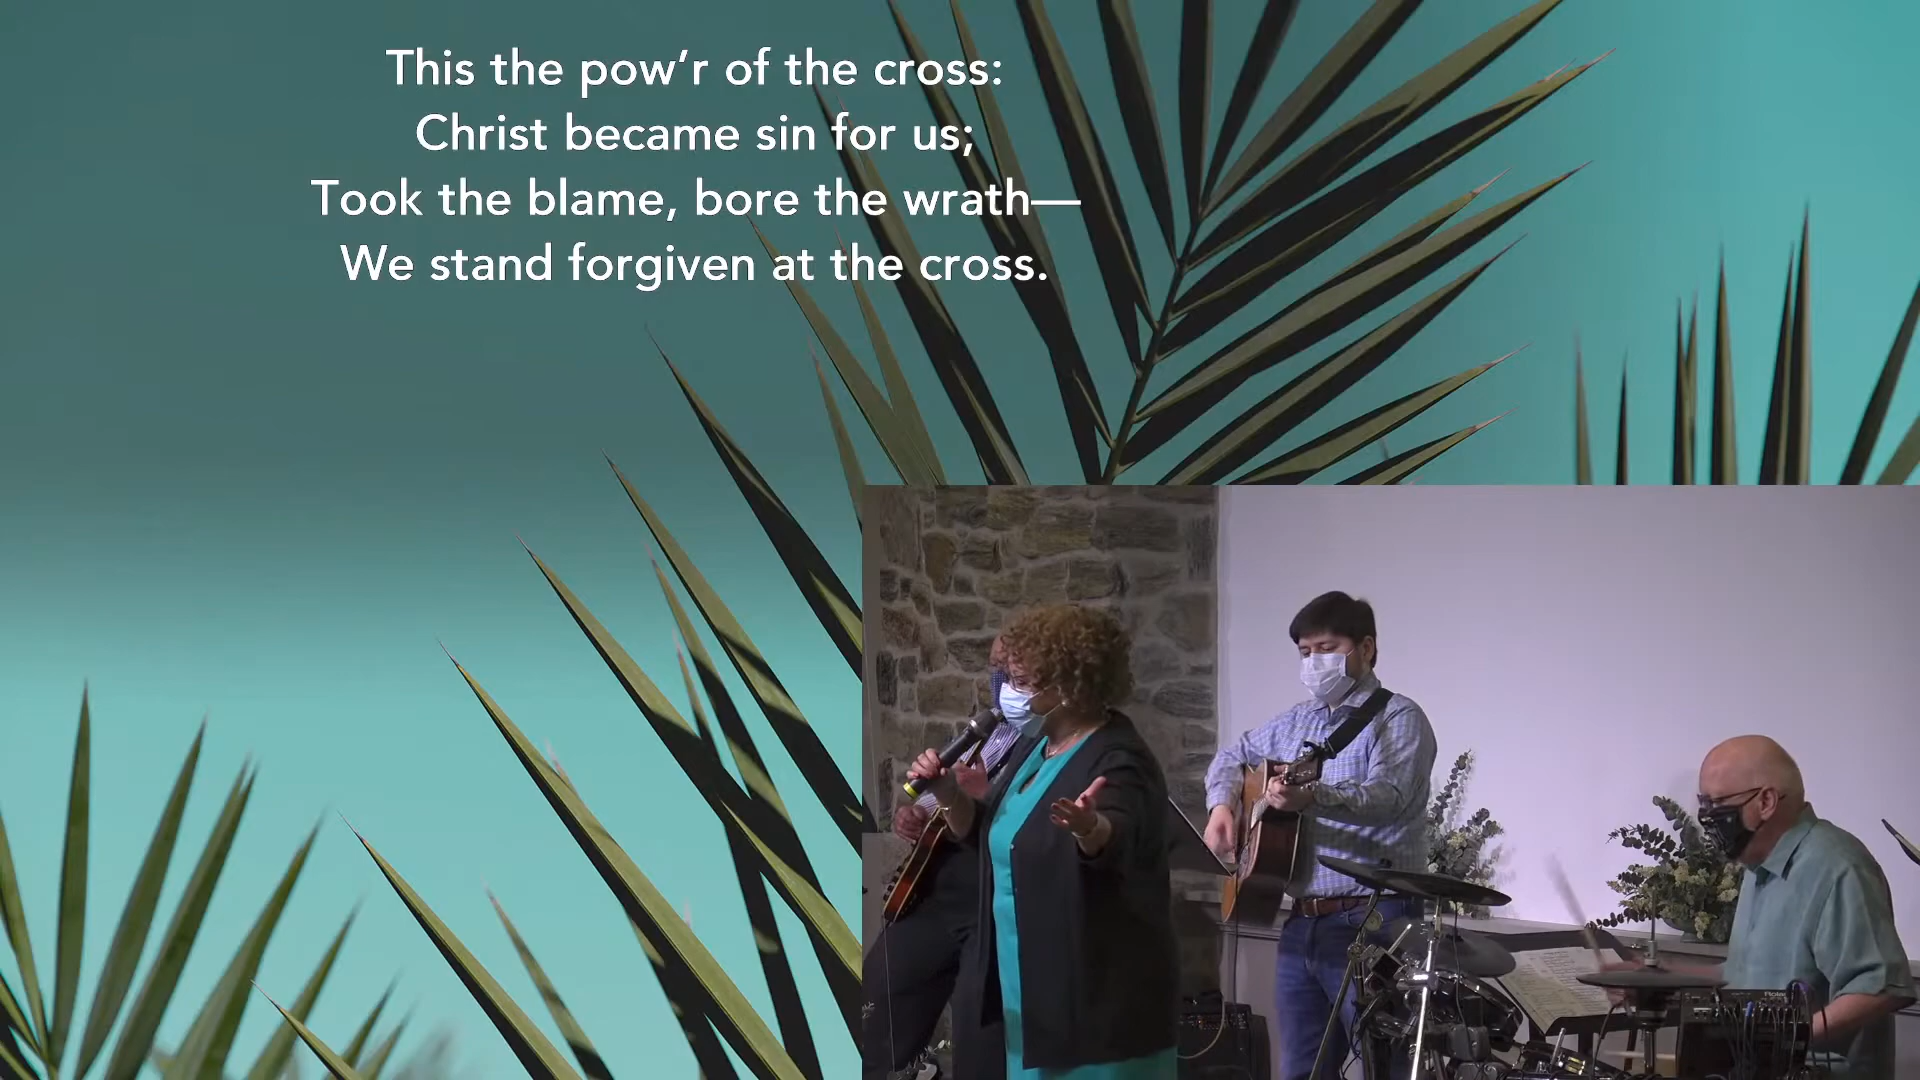 This the pow’r of the cross:
Christ became sin for us;
Took the blame, bore the wrath—
We stand forgiven at the cross.
Roland